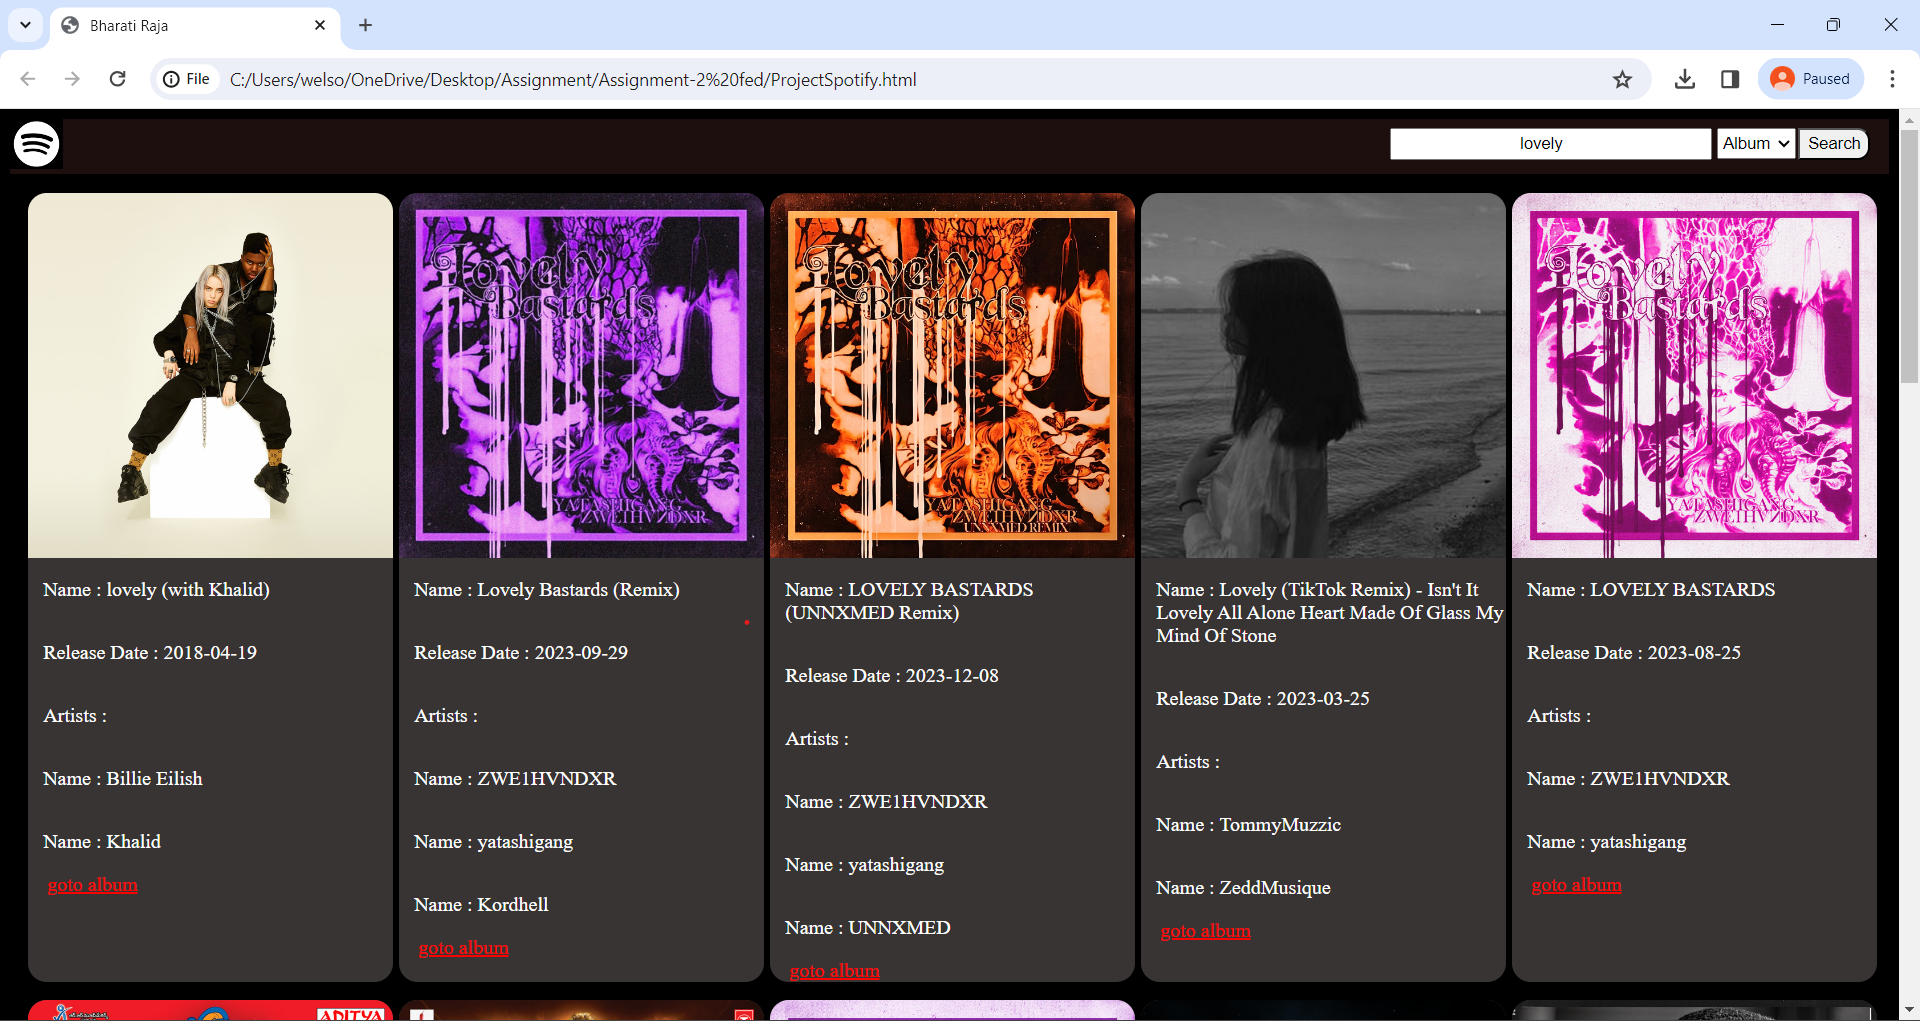 Bharati Raja
File
C:/Users/welso/OneDrive/Desktop/Assignment/Assignment-2%20fed/ProjectSpotify.html
Paused
lovely
Album
Search
Lovely
Bastards
YATASHIGANG
ZWE1HVNDXR
Lovely
Bastards
YATASHIGANG
ZWE1HVNDXR
UNNXMED REMIX
Lovely
Bastards
YATASHIGANG
ZWE1HVNDXR
Name : lovely (with Khalid)
Release Date : 2018-04-19
Artists :
Name : Billie Eilish
Name : Khalid
goto album
Name : Lovely Bastards (Remix)
Release Date : 2023-09-29
Artists :
Name : ZWE1HVNDXR
Name : yatashigang
Name : Kordhell
goto album
Name : LOVELY BASTARDS
(UNNXMED Remix)
Release Date : 2023-12-08
Artists :
Name : ZWE1HVNDXR
Name : yatashigang
Name : UNNXMED
goto album
Name : Lovely (TikTok Remix) - Isn't It
Lovely All Alone Heart Made Of Glass My
Mind Of Stone
Release Date : 2023-03-25
Artists :
Name : TommyMuzzic
Name : ZeddMusique
goto album
Name : LOVELY BASTARDS
Release Date : 2023-08-25
Artists :
Name : ZWE1HVNDXR
Name : yatashigang
goto album
ADITYA